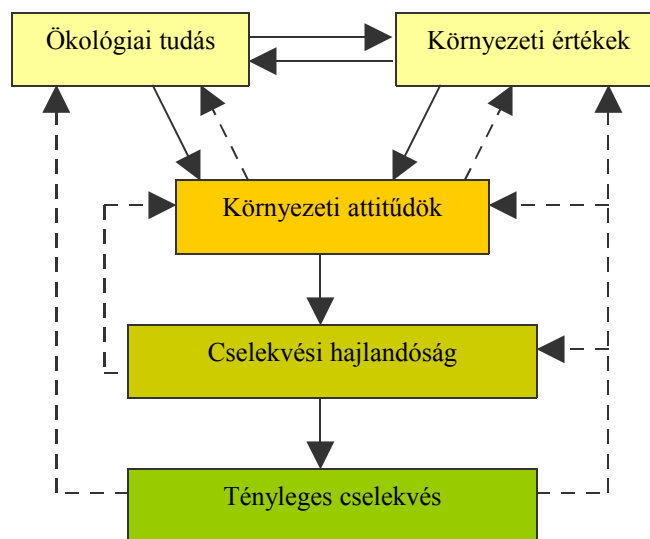 Ökológiai tudás
Környezeti értékek
Környezeti attitűdök
Cselekvési hajlandóság
Tényleges cselekvés